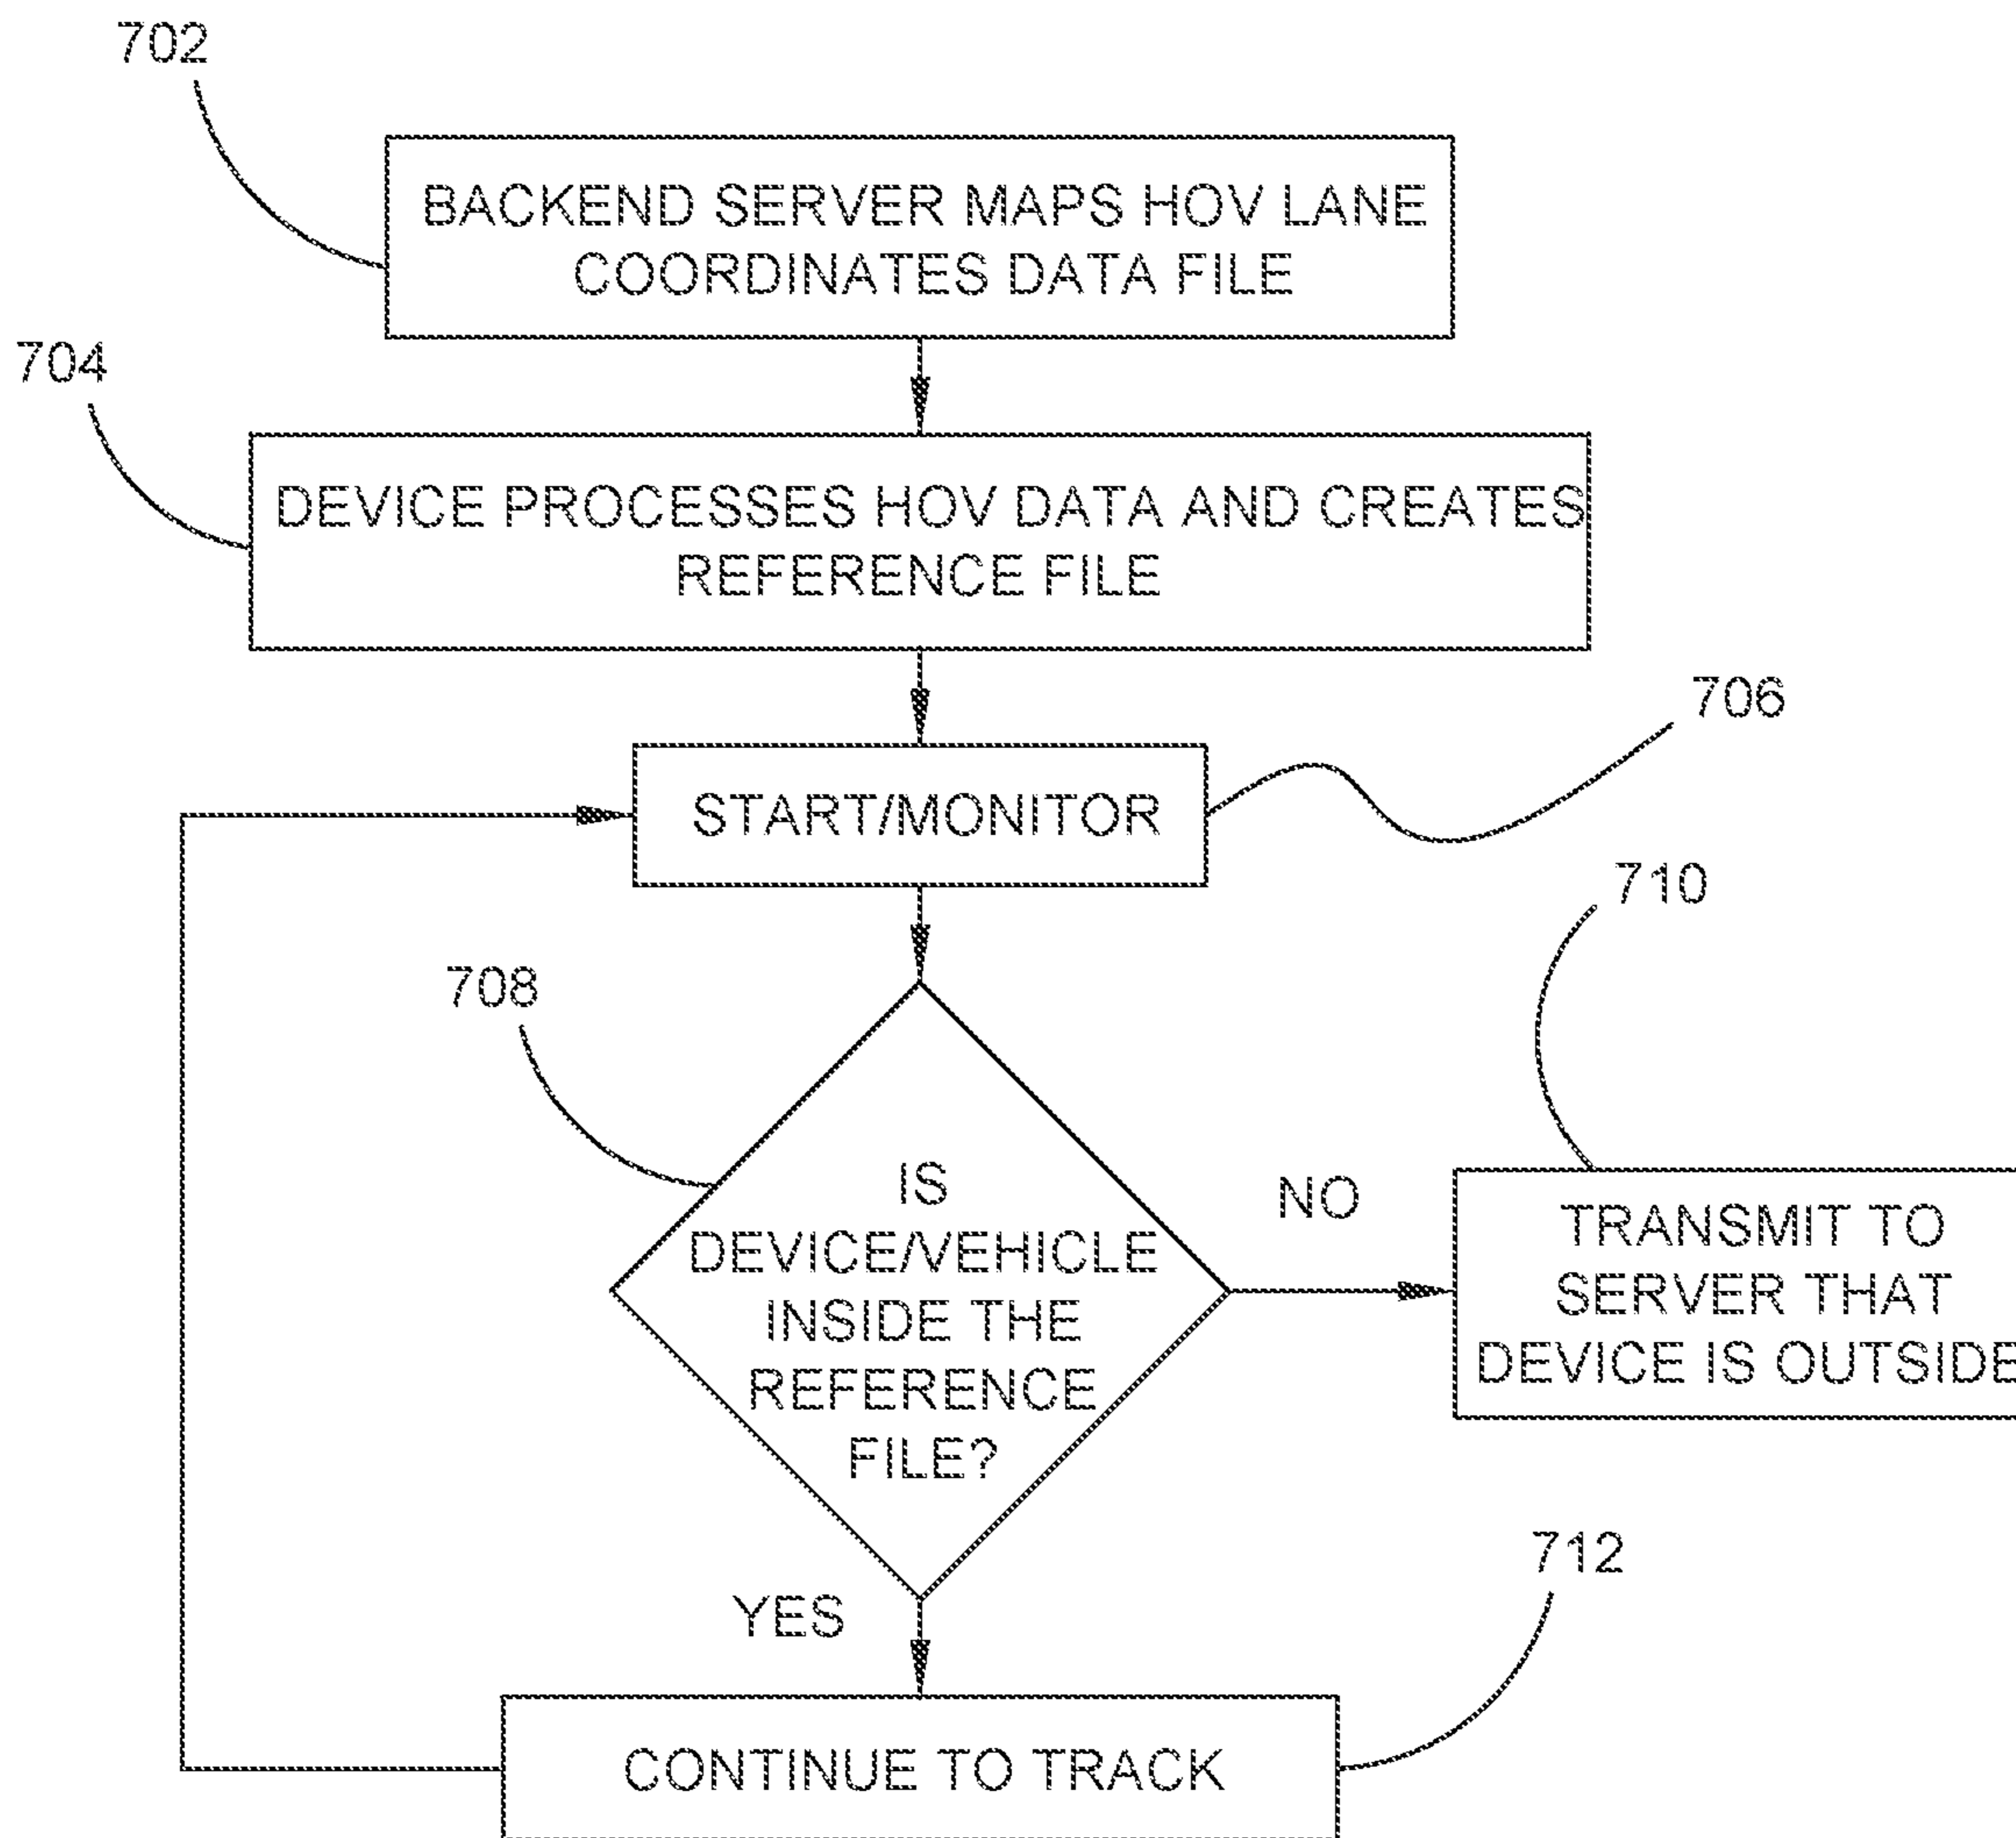 702
BACKEND SERVER MAPS HOV LANE
COORDINATES DATA FILE
704
DEVICE PROCESSES HOV DATA AND CREATES
REFERENCE FILE
706
START/MONITOR
710
708
IS
DEVICE/VEHICLE
INSIDE THE
REFERENCE
FILE?
NO
TRANSMIT TO
SERVER THAT
DEVICE IS OUTSIDE
712
YES
CONTINUE TO TRACK